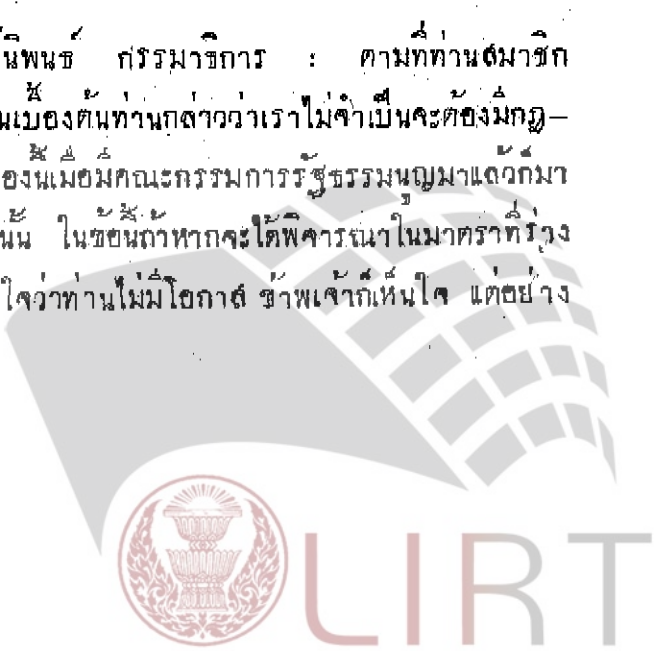 นิพนธ์ กรรมาธิการ : ตามที่ท่านสมาชิก
นเบื้องต้นท่านกล่าวว่าเราไม่จำเป็นจะต้องมีกฎ–
องนี้เมื่อมีคณะกรรมการรัฐธรรมนูญมาแล้วก็มา
นั้น ในข้อนี้ถ้าหากจะได้พิจารณาในมาตราที่ร่าง
ใจว่าท่านไม่มีโอกาส ข้าพเจ้าก็เห็นใจ แต่อย่าง
LIRT